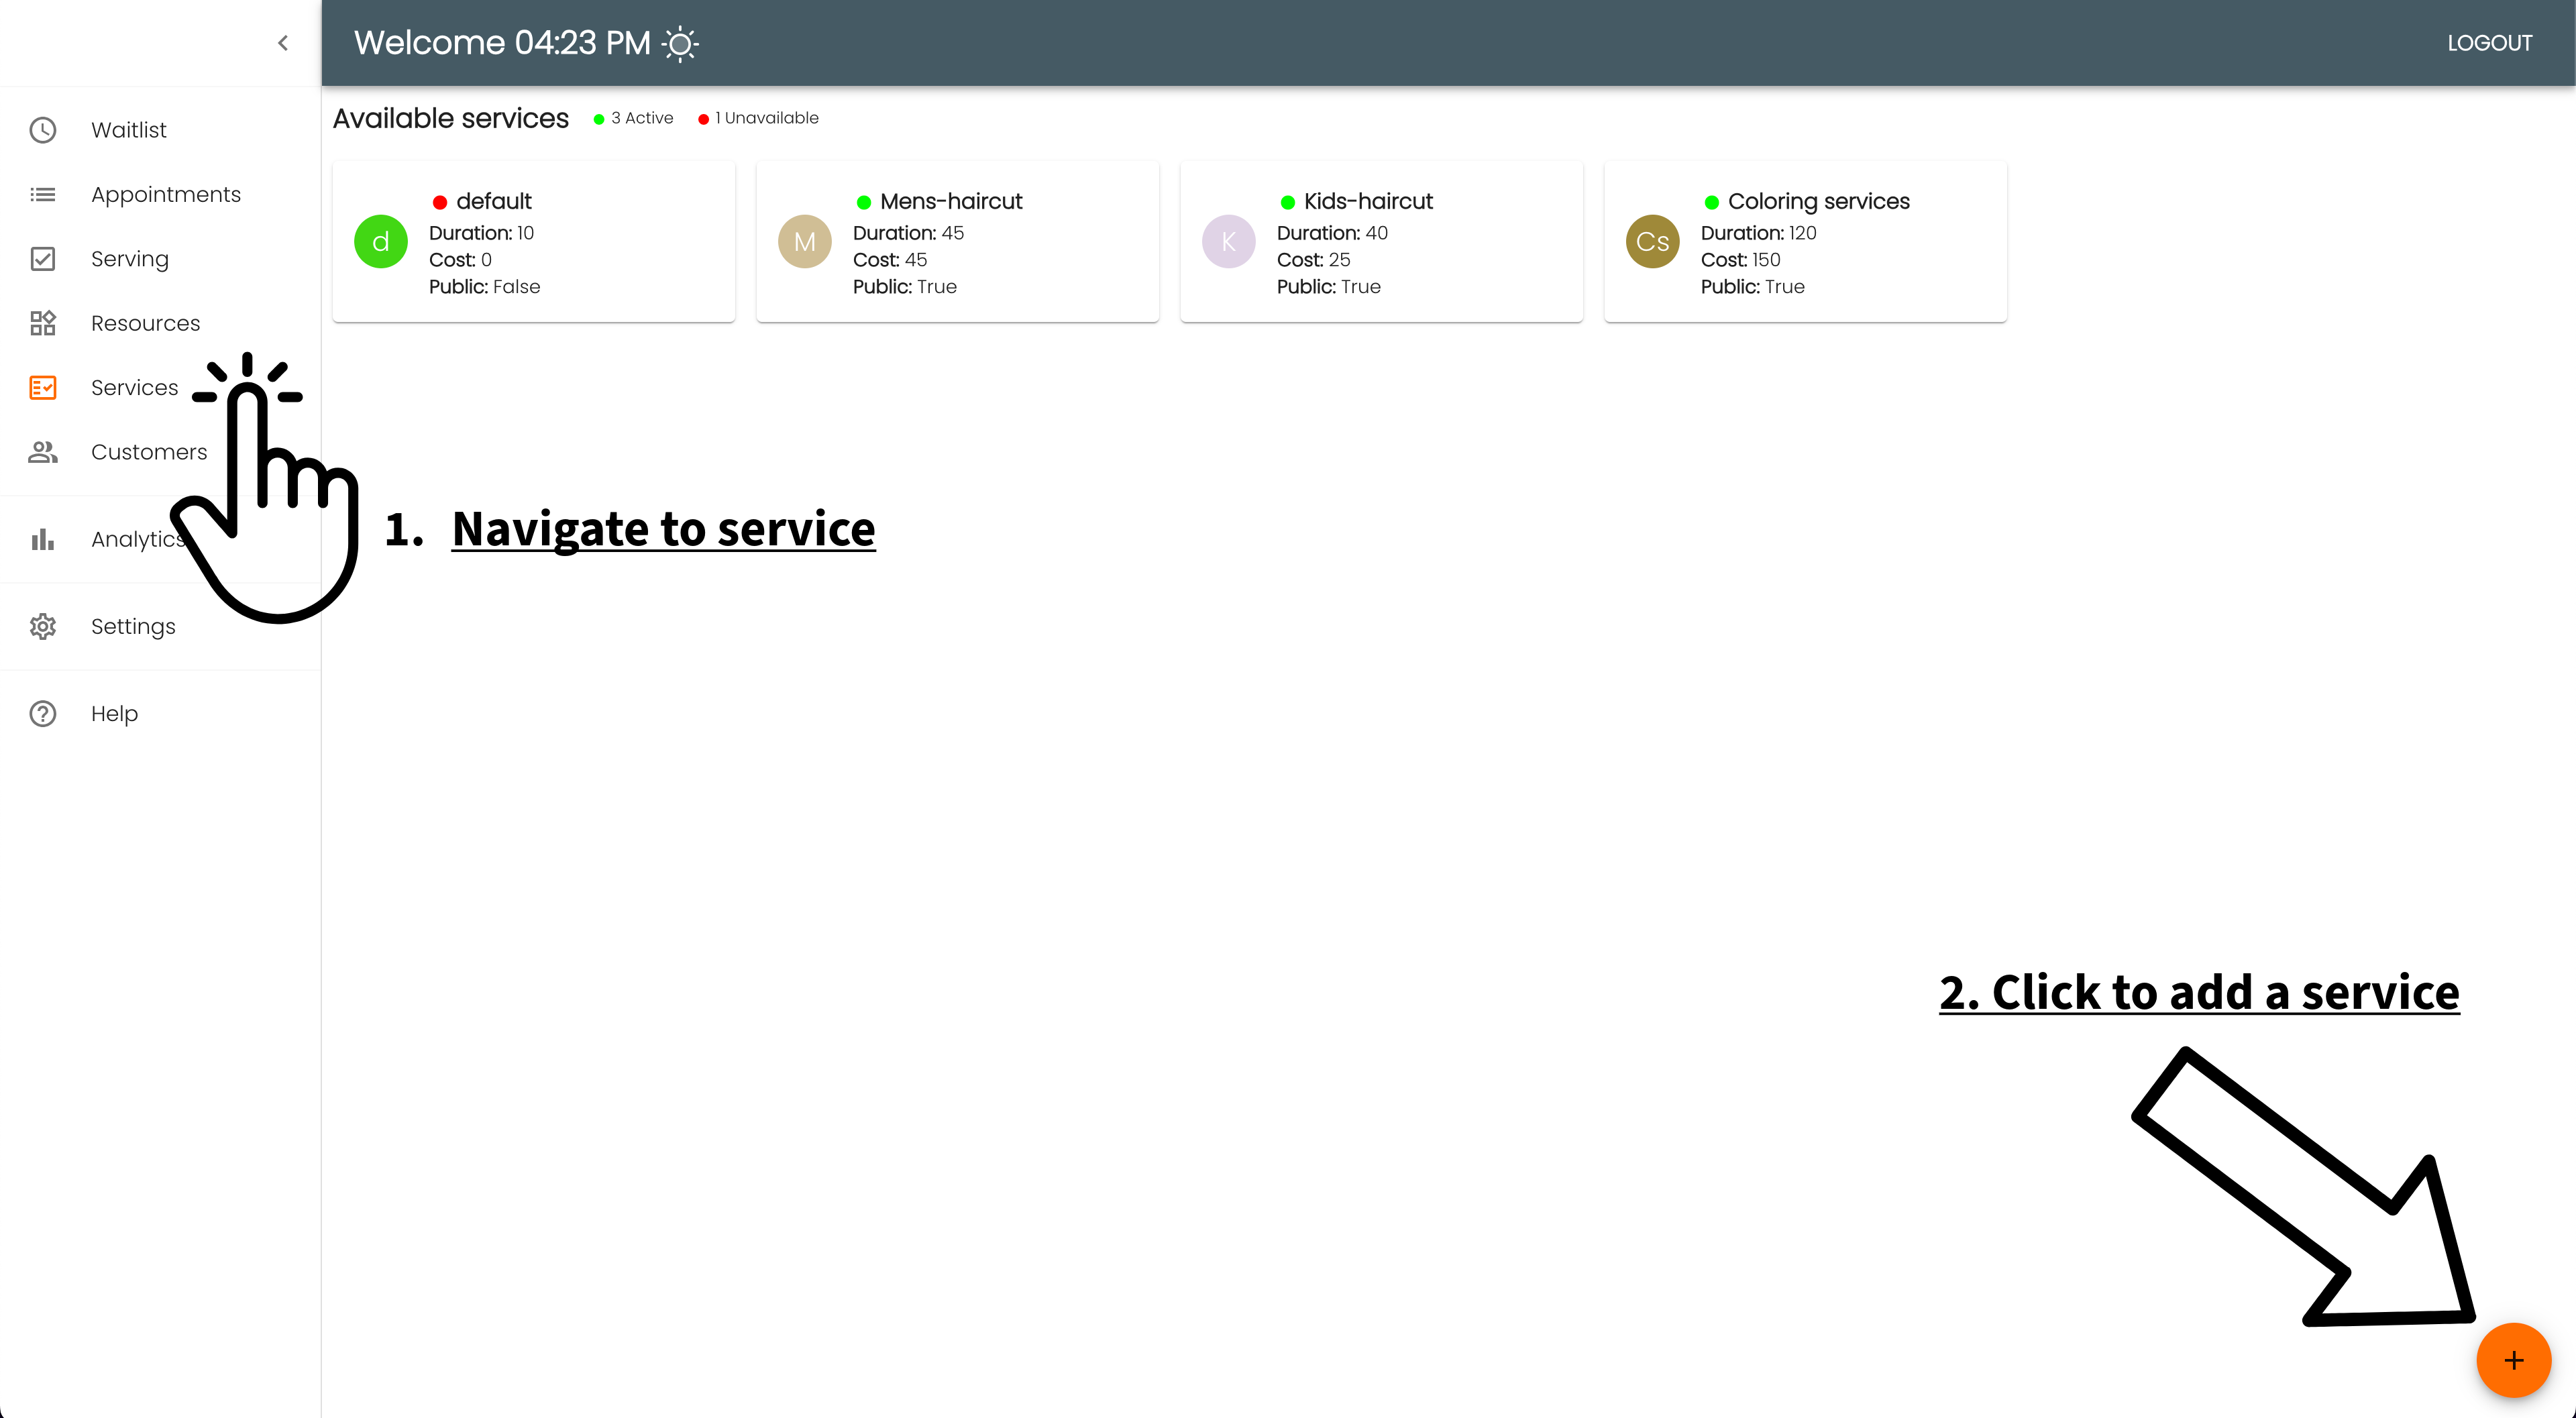 Welcome 04:23 PM
LOGOUT
Waitlist
Appointments
Serving
Resources
Services
Customers
Analytics
Settings
Help
Available services
3 Active
1 Unavailable
d
default
Duration: 10
Cost: 0
Public: False
M
Mens-haircut
Duration: 45
Cost: 45
Public: True
K
Kids-haircut
Duration: 40
Cost: 25
Public: True
Cs
Coloring services
Duration: 120
Cost: 150
Public: True
1. Navigate to service
2. Click to add a service
+